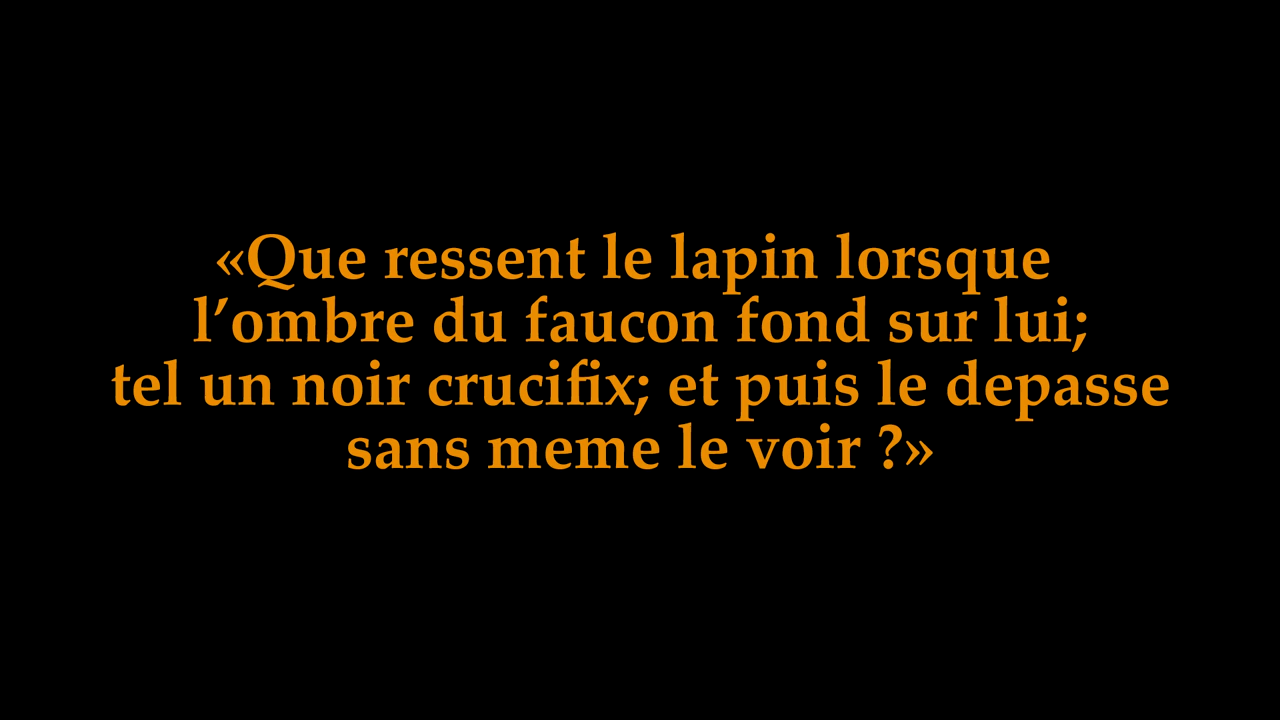 «Que ressent le lapin lorsque
l’ombre du faucon fond sur lui;
tel un noir crucifix; et puis le depasse
sans meme le voir ?»